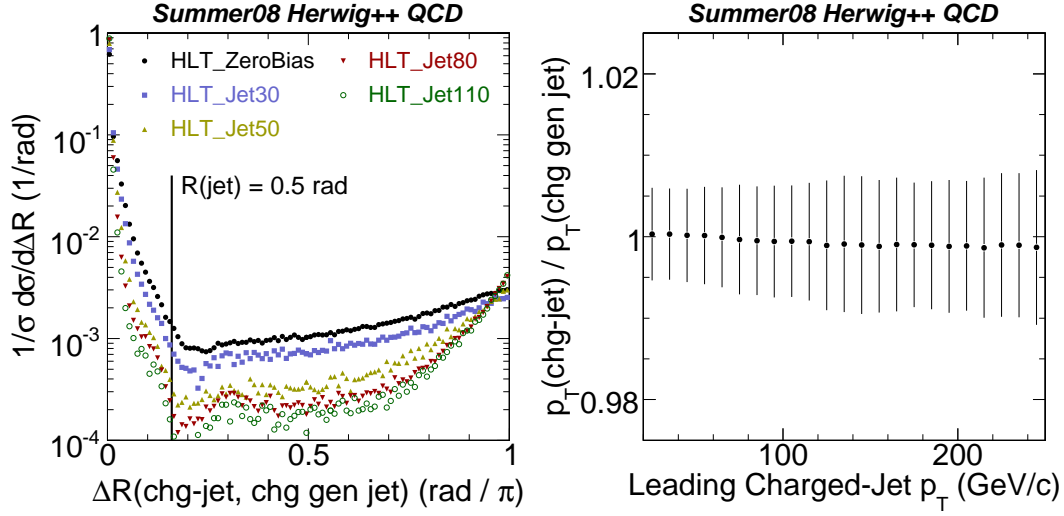 Summer08 Herwig++ QCD
1/σ dσ/dΔR (1/rad)
1
10^-1
10^-2
10^-3
10^-4
HLT_ZeroBias
HLT_Jet30
HLT_Jet50
HLT_Jet80
HLT_Jet110
R(jet) = 0.5 rad
0 0.5 1
ΔR(chg-jet, chg gen jet) (rad / π)
Summer08 Herwig++ QCD
p_T(chg-jet) / p_T(chg gen jet)
1.02
1
0.98
100 200
Leading Charged-Jet p_T (GeV/c)